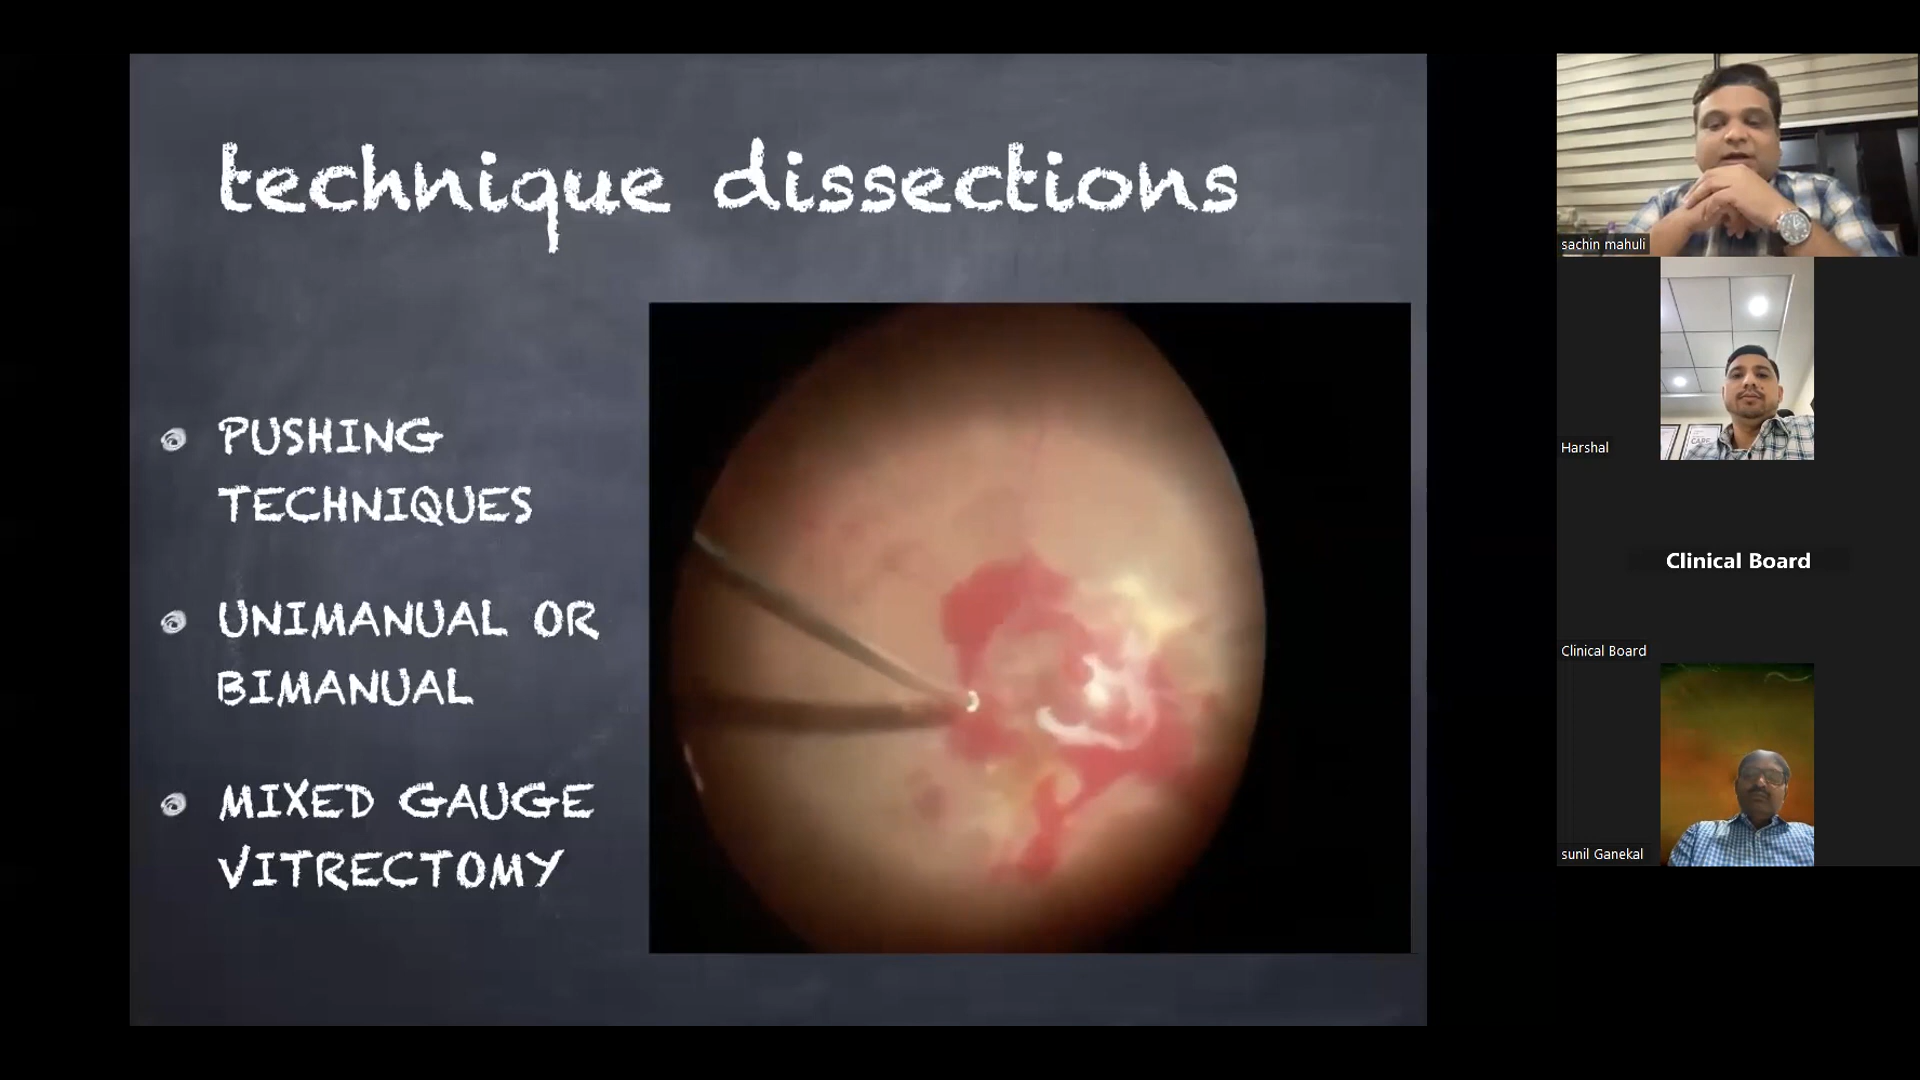 technique dissections
PUSHING
TECHNIQUES
UNIMANUAL OR
BIMANUAL
MIXED GAUGE
VITRECTOMY
sachin mahuli
Harshal
Clinical Board
Clinical Board
sunil Ganekal